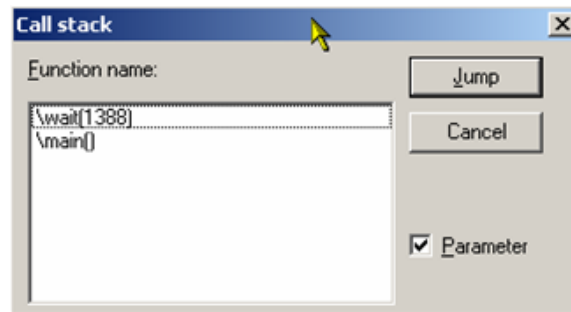 Call stack
Function name:
\wait(1388)
\main()
Jump
Cancel
Parameter